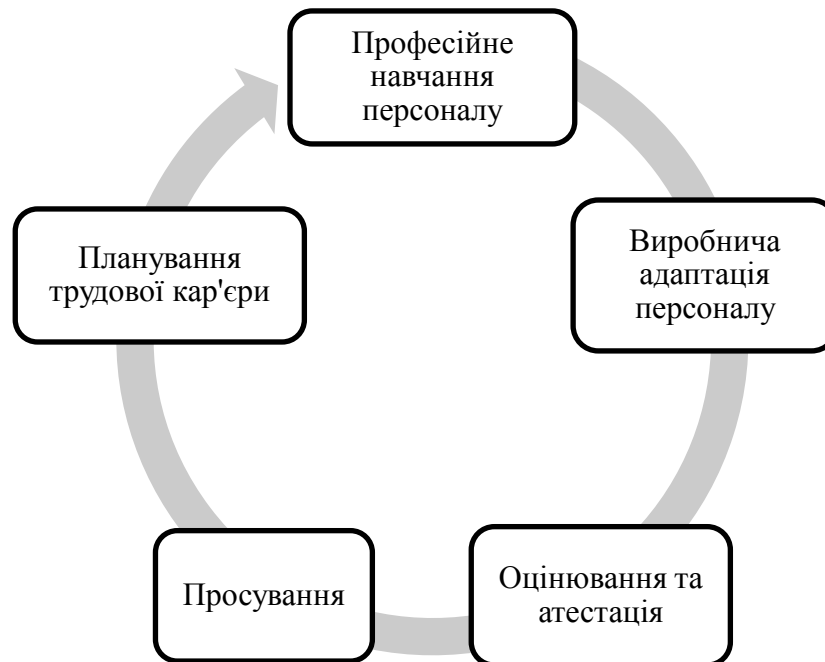 Професійне
навчання
персоналу
Виробнича
адаптація
персоналу
Оцінювання та
атестація
Просування
Планування
трудової кар'єри